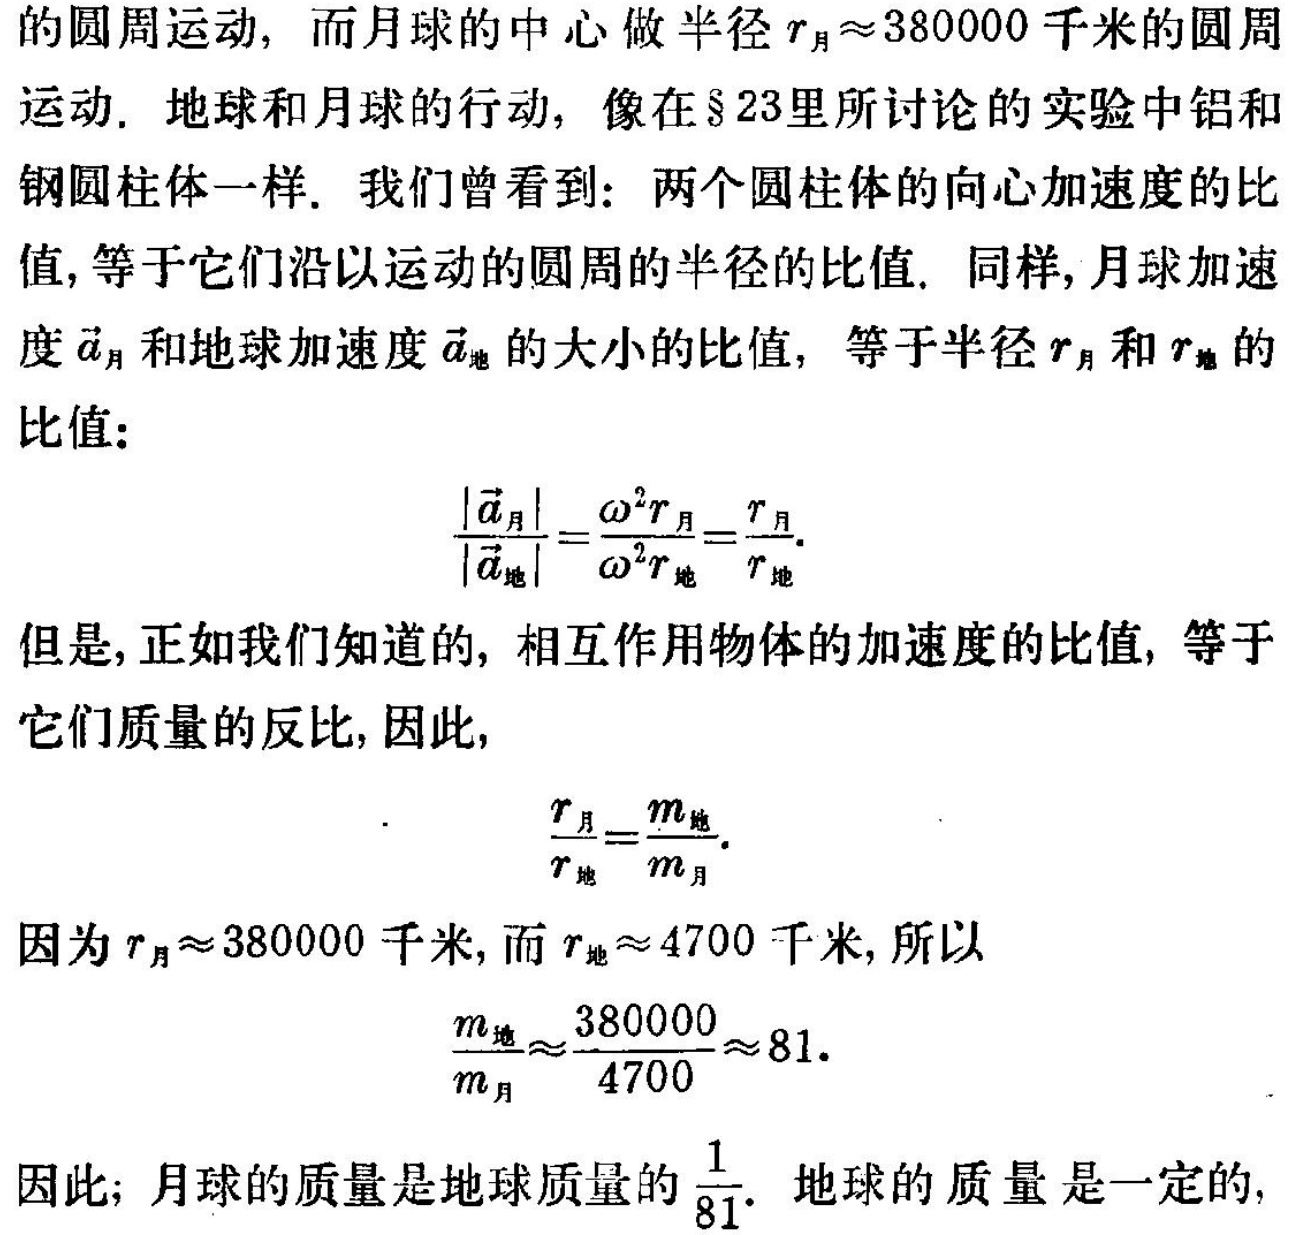 的圆周运动, 而月球的中心做半径 r月≈380000 千米的圆周
运动. 地球和月球的行动, 像在§23里所讨论的实验中铝和
钢圆柱体一样. 我们曾看到: 两个圆柱体的向心加速度的比
值, 等于它们沿以运动的圆周的半径的比值. 同样, 月球加速
度 a⃗月 和地球加速度 a⃗地 的大小的比值, 等于半径 r月 和 r地 的
比值:
|a⃗月|/|a⃗地| = ω²r月/ω²r地 = r月/r地.
但是, 正如我们知道的, 相互作用物体的加速度的比值, 等于
它们质量的反比, 因此,
r月/r地 = m地/m月.
因为 r月≈380000 千米, 而 r地≈4700 千米, 所以
m地/m月 ≈ 380000/4700 ≈ 81.
因此; 月球的质量是地球质量的 1/81. 地球的质量是一定的,